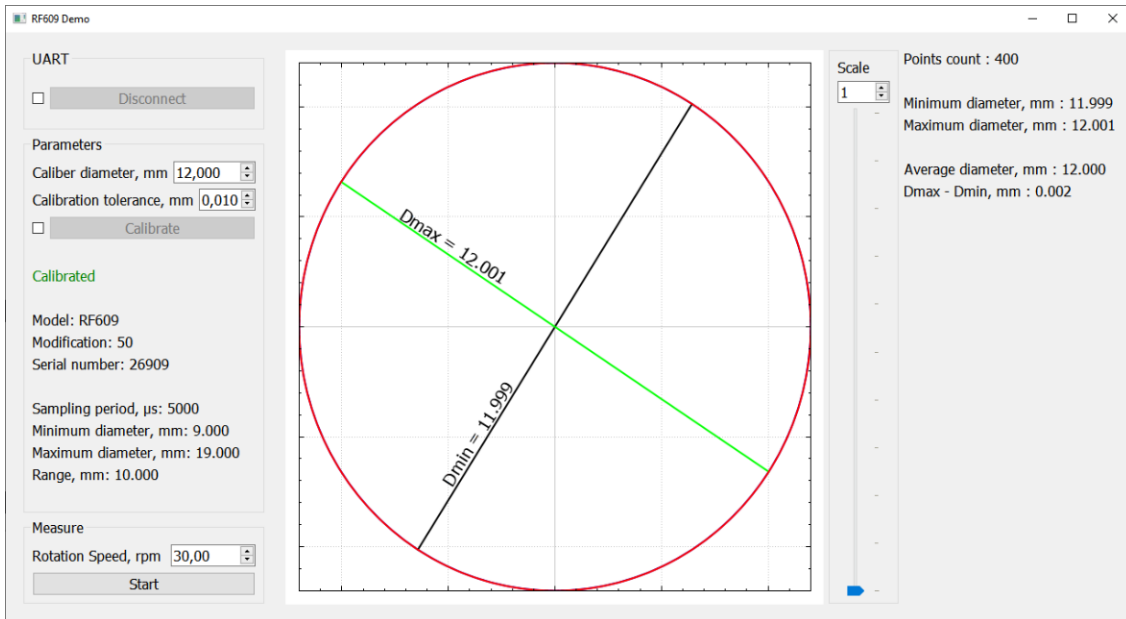 RF609 Demo
UART
Disconnect
Parameters
Caliber diameter, mm 12,000
Calibration tolerance, mm 0,010
Calibrate
Calibrated
Model: RF609
Modification: 50
Serial number: 26909
Sampling period, µs: 5000
Minimum diameter, mm: 9.000
Maximum diameter, mm: 19.000
Range, mm: 10.000
Measure
Rotation Speed, rpm 30,00
Start
Dmax = 12.001
Dmin = 11.999
Scale
1
Points count : 400
Minimum diameter, mm : 11.999
Maximum diameter, mm : 12.001
Average diameter, mm : 12.000
Dmax - Dmin, mm : 0.002